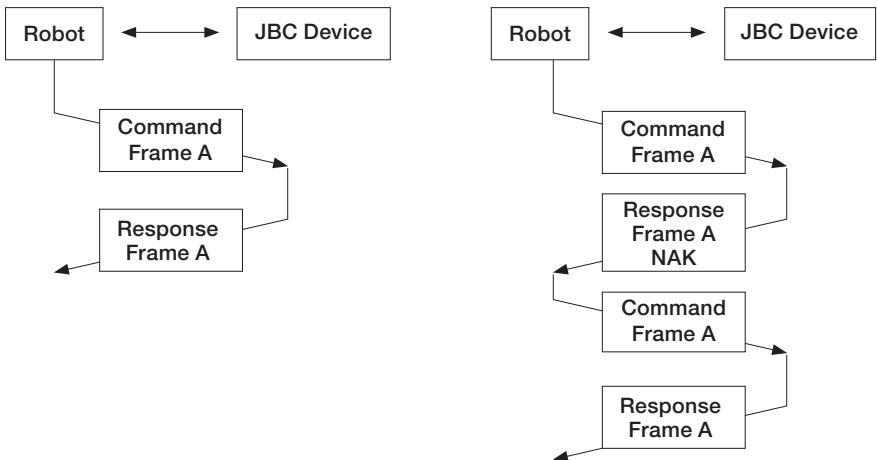 Robot
JBC Device
Command
Frame A
Response
Frame A
Robot
JBC Device
Command
Frame A
Response
Frame A
NAK
Command
Frame A
Response
Frame A